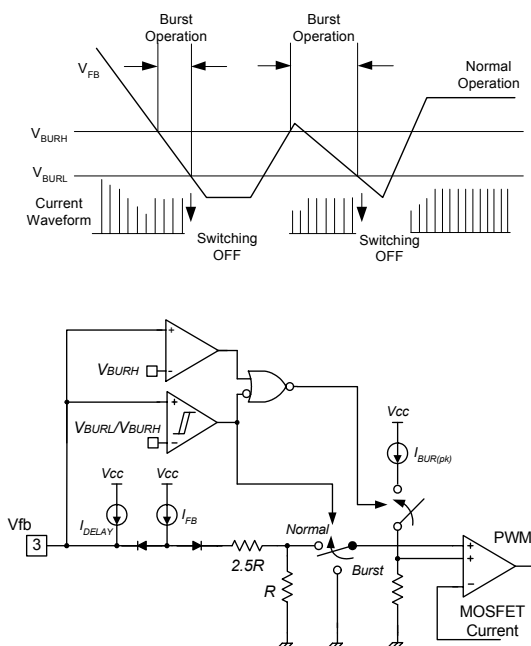 Burst
Operation
Burst
Operation
VFB
Normal
Operation
VBURH
VBURL
Current
Waveform
Switching
OFF
Switching
OFF
+
-
VBURH
+
-
VBURL/VBURH
Vcc
IBUR(pk)
Vcc
Vcc
IDELAY
IFB
Vfb
3
Normal
2.5R
Burst
R
+
+
-
PWM
MOSFET
Current